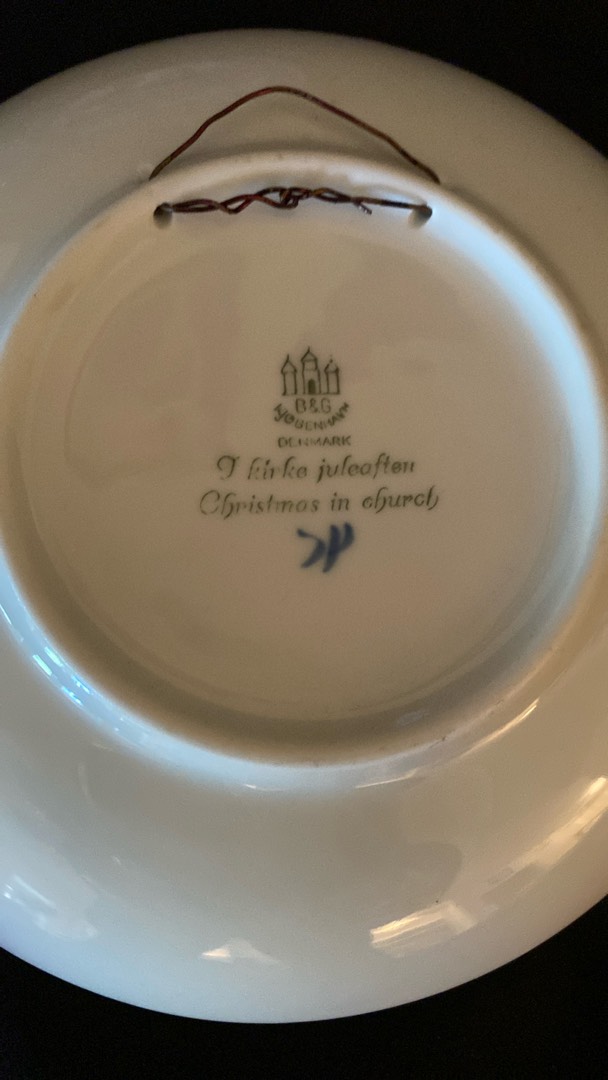 B&G
KJØBENHAVN
DENMARK
I kirke juleaften
Christmas in church